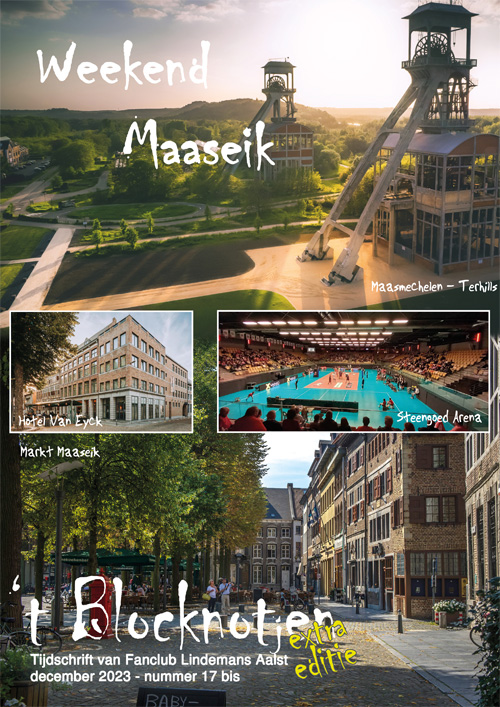 Weekend
Maaseik
Maasmechelen - Terhills
Hotel Van Eyck
Steengoed Arena
Markt Maaseik
't Blocknotjen
extra
editie
Tijdschrift van Fanclub Lindemans Aalst
december 2023 - nummer 17 bis
BABY-